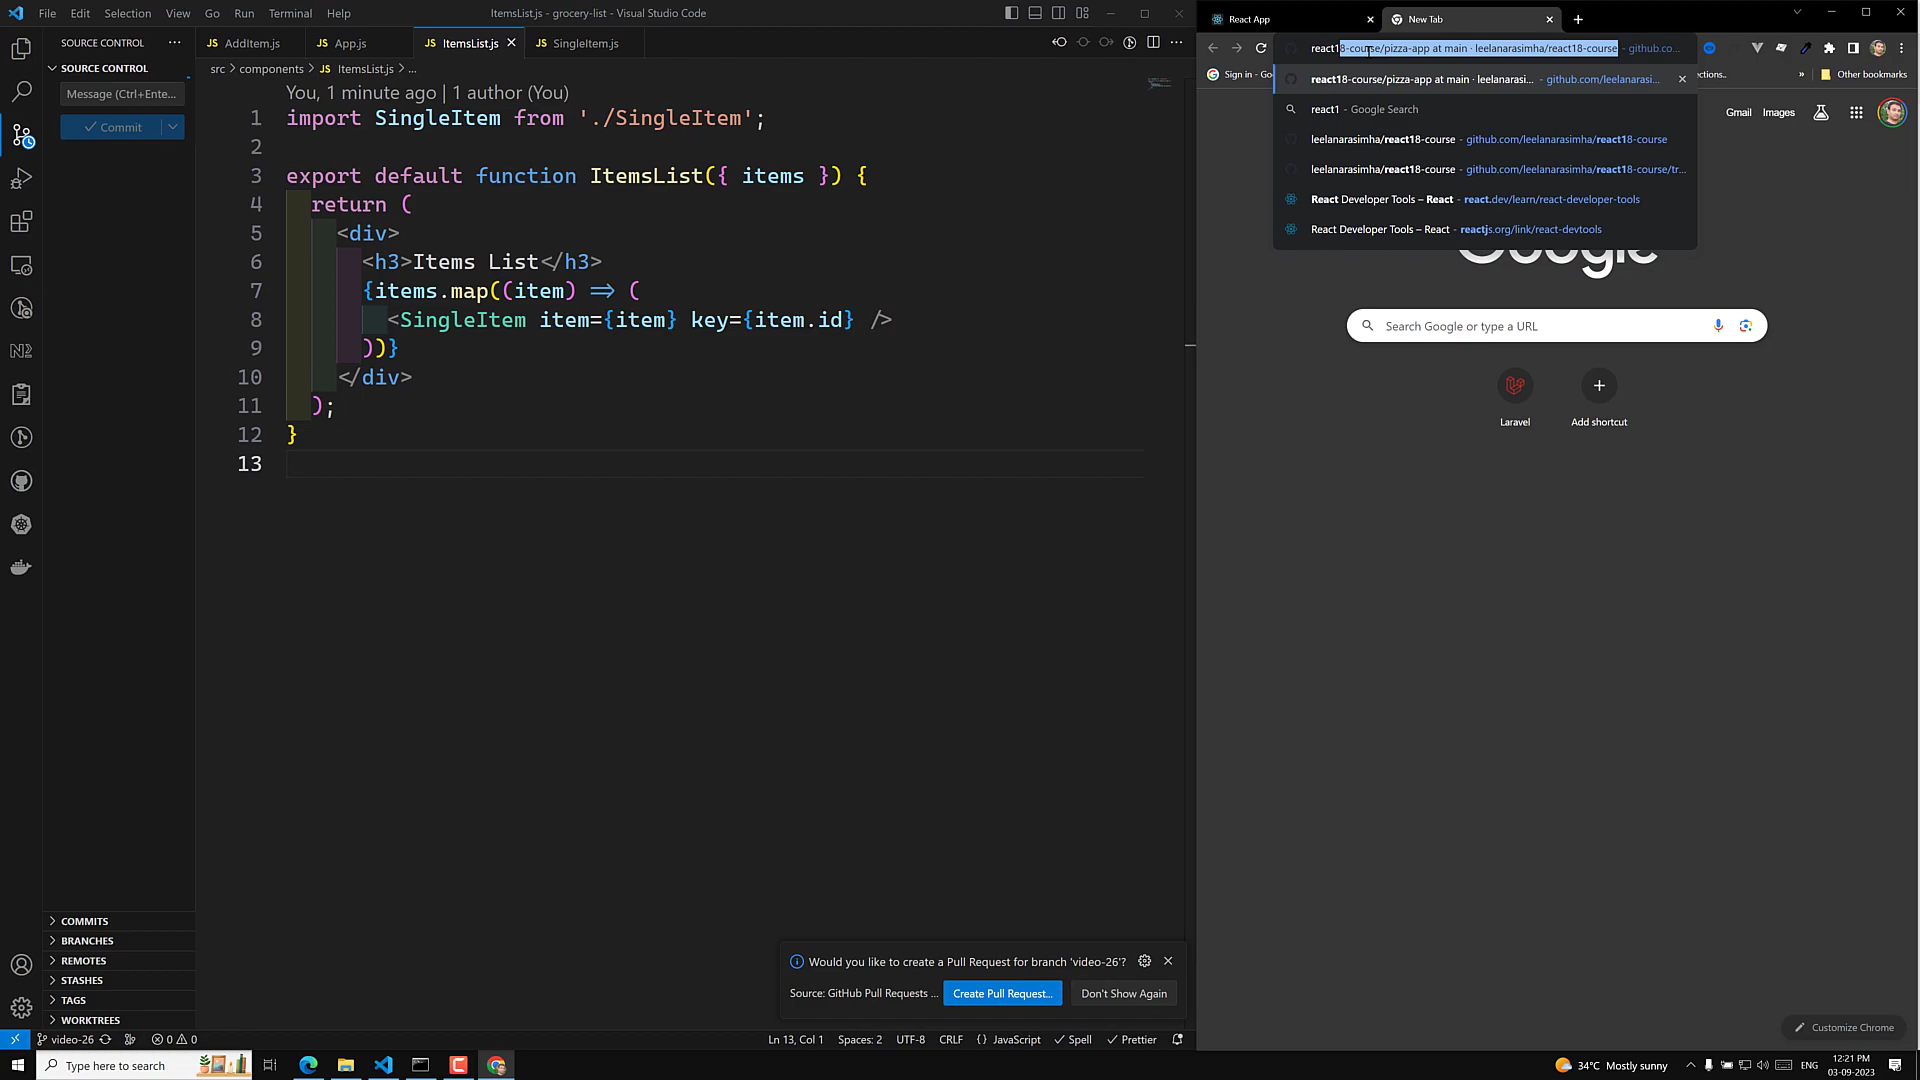 File Edit Selection View Go Run Terminal Help
ItemsList.js - grocery-list - Visual Studio Code
SOURCE CONTROL
SOURCE CONTROL
Message (Ctrl+Ente...
Commit
COMMITS
BRANCHES
REMOTES
STASHES
TAGS
WORKTREES
AddItem.js App.js ItemsList.js SingleItem.js
src > components > JS ItemsList.js > ...
You, 1 minute ago | 1 author (You)
1 import SingleItem from './SingleItem';
2
3 export default function ItemsList({ items }) {
4 return (
5 <div>
6 <h3>Items List</h3>
7 {items.map((item) => (
8 <SingleItem item={item} key={item.id} />
9 ))}
10 </div>
11 );
12 }
13
Would you like to create a Pull Request for branch 'video-26'?
Source: GitHub Pull Requests ... Create Pull Request... Don't Show Again
video-26 0 0 Ln 13, Col 1 Spaces: 2 UTF-8 CRLF {} JavaScript Spell Prettier
React App New Tab
react18-course/pizza-app at main · leelanarasimha/react18-course - github.co...
Sign in - Go
ections.. » Other bookmarks
react18-course/pizza-app at main · leelanarasi... - github.com/leelanarasi...
react1 - Google Search
leelanarasimha/react18-course - github.com/leelanarasimha/react18-course
leelanarasimha/react18-course - github.com/leelanarasimha/react18-course/tr...
React Developer Tools – React - react.dev/learn/react-developer-tools
React Developer Tools – React - reactjs.org/link/react-devtools
Gmail Images
Google
Search Google or type a URL
Laravel Add shortcut
Customize Chrome
Type here to search
34°C Mostly sunny ENG
12:21 PM
03-09-2023